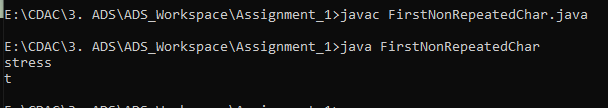 E:\CDAC\3. ADS\ADS_Workspace\Assignment_1>javac FirstNonRepeatedChar.java
E:\CDAC\3. ADS\ADS_Workspace\Assignment_1>java FirstNonRepeatedChar
stress
t